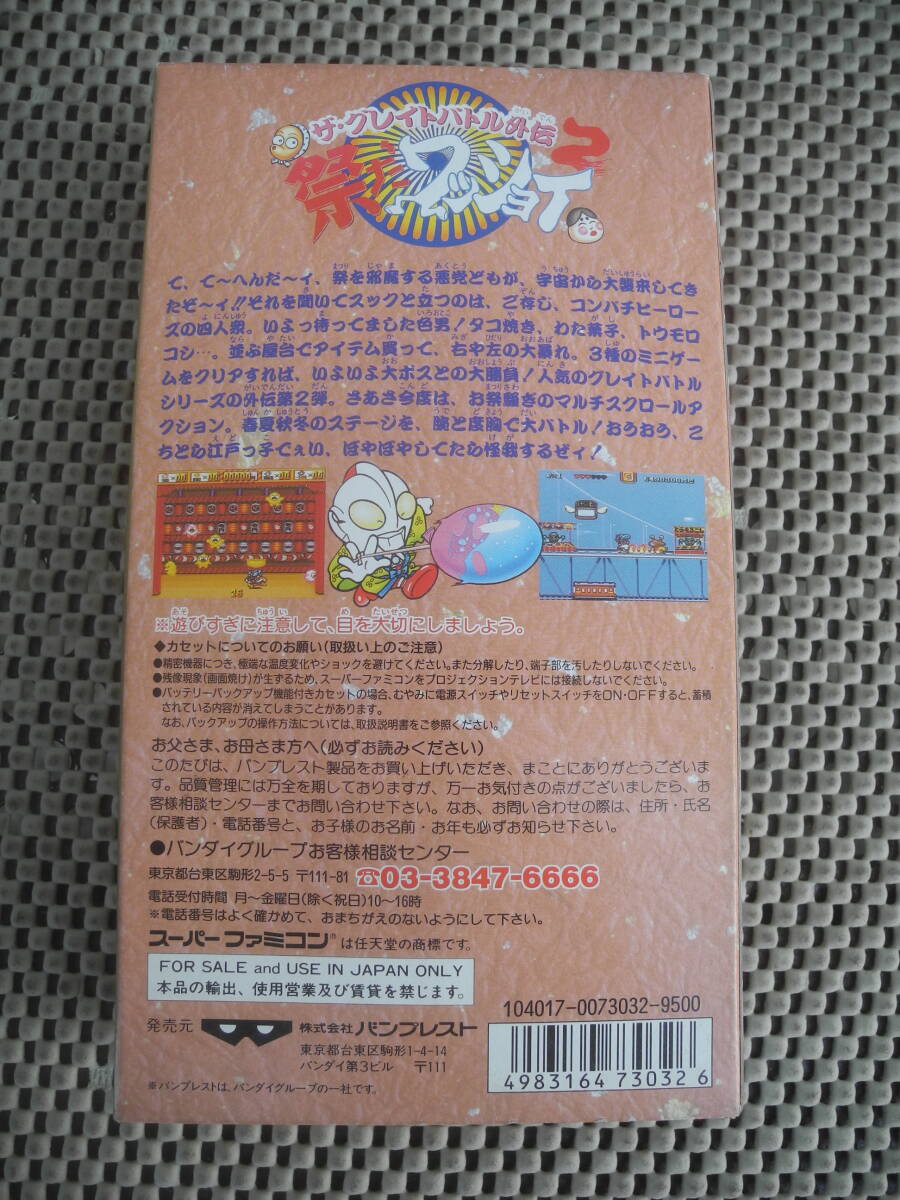 ザ・グレイトバトル外伝2
祭だワッショイ
て、て〜へんだ〜イ、祭を邪魔する悪党どもが、宇宙から大襲来してき
たぞ〜イ!!それを聞いてスックと立つのは、ご存じ、コンパチヒーロー
ズの四人衆。いよっ待ってました色男!タコ焼き、わた菓子、トウモロ
コシ…。並ぶ屋台でアイテム買って、右や左の大暴れ。3種のミニゲー
ムをクリアすれば、いよいよ大ボスとの大勝負!人気のグレイトバトル
シリーズの外伝第2弾。さあさ今度は、お祭騒ぎのマルチスクロールア
クション。春夏秋冬のステージを、腕と度胸で大バトル!おろおろ、こ
ちとら江戸っ子でぇい、ぼやぼやしてたら怪我するぜィ!
※遊びすぎに注意して、目を大切にしましょう。
◆カセットについてのお願い(取扱い上のご注意)
●精密機器につき、極端な温度変化やショックを避けてください。また分解したり、端子部を汚したりしないでください。
●残像現象(画面焼け)が生ずるため、スーパーファミコンをプロジェクションテレビには接続しないでください。
●バッテリーバックアップ機能付きカセットの場合、むやみに電源スイッチやリセットスイッチをON・OFFすると、蓄積
されている内容が消えてしまうことがあります。
なお、バックアップの操作方法については、取扱説明書をご参照ください。
お父さま、お母さま方へ(必ずお読みください)
このたびは、バンプレスト製品をお買い上げいただき、まことにありがとうございま
す。品質管理には万全を期しておりますが、万一お気付きの点がございましたら、お
客様相談センターまでお問い合わせ下さい。なお、お問い合わせの際は、住所・氏名
(保護者)・電話番号と、お子様のお名前・お年も必ずお知らせ下さい。
●バンダイグループお客様相談センター
東京都台東区駒形2-5-5 〒111-81 ☎03-3847-6666
電話受付時間 月〜金曜日(除く祝日)10〜16時
※電話番号はよく確かめて、おまちがえのないようにして下さい。
スーパーファミコン®は任天堂の商標です。
FOR SALE and USE IN JAPAN ONLY
本品の輸出、使用営業及び賃貸を禁じます。
104017-0073032-9500
発売元 株式会社バンプレスト
東京都台東区駒形1-4-14
バンダイ第3ビル 〒111
4983164730326
※バンプレストは、バンダイグループの一社です。